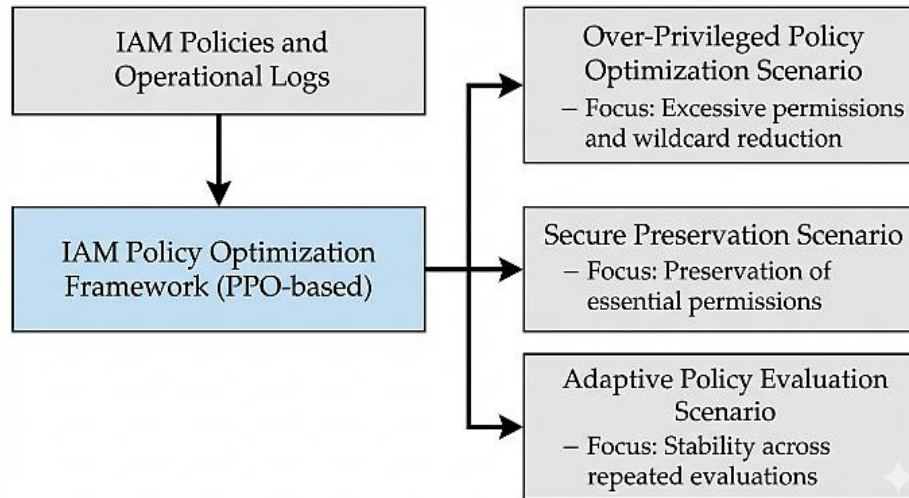 IAM Policies and
Operational Logs
IAM Policy Optimization
Framework (PPO-based)
Over-Privileged Policy
Optimization Scenario
– Focus: Excessive permissions
and wildcard reduction
Secure Preservation Scenario
– Focus: Preservation of
essential permissions
Adaptive Policy Evaluation
Scenario
– Focus: Stability across
repeated evaluations